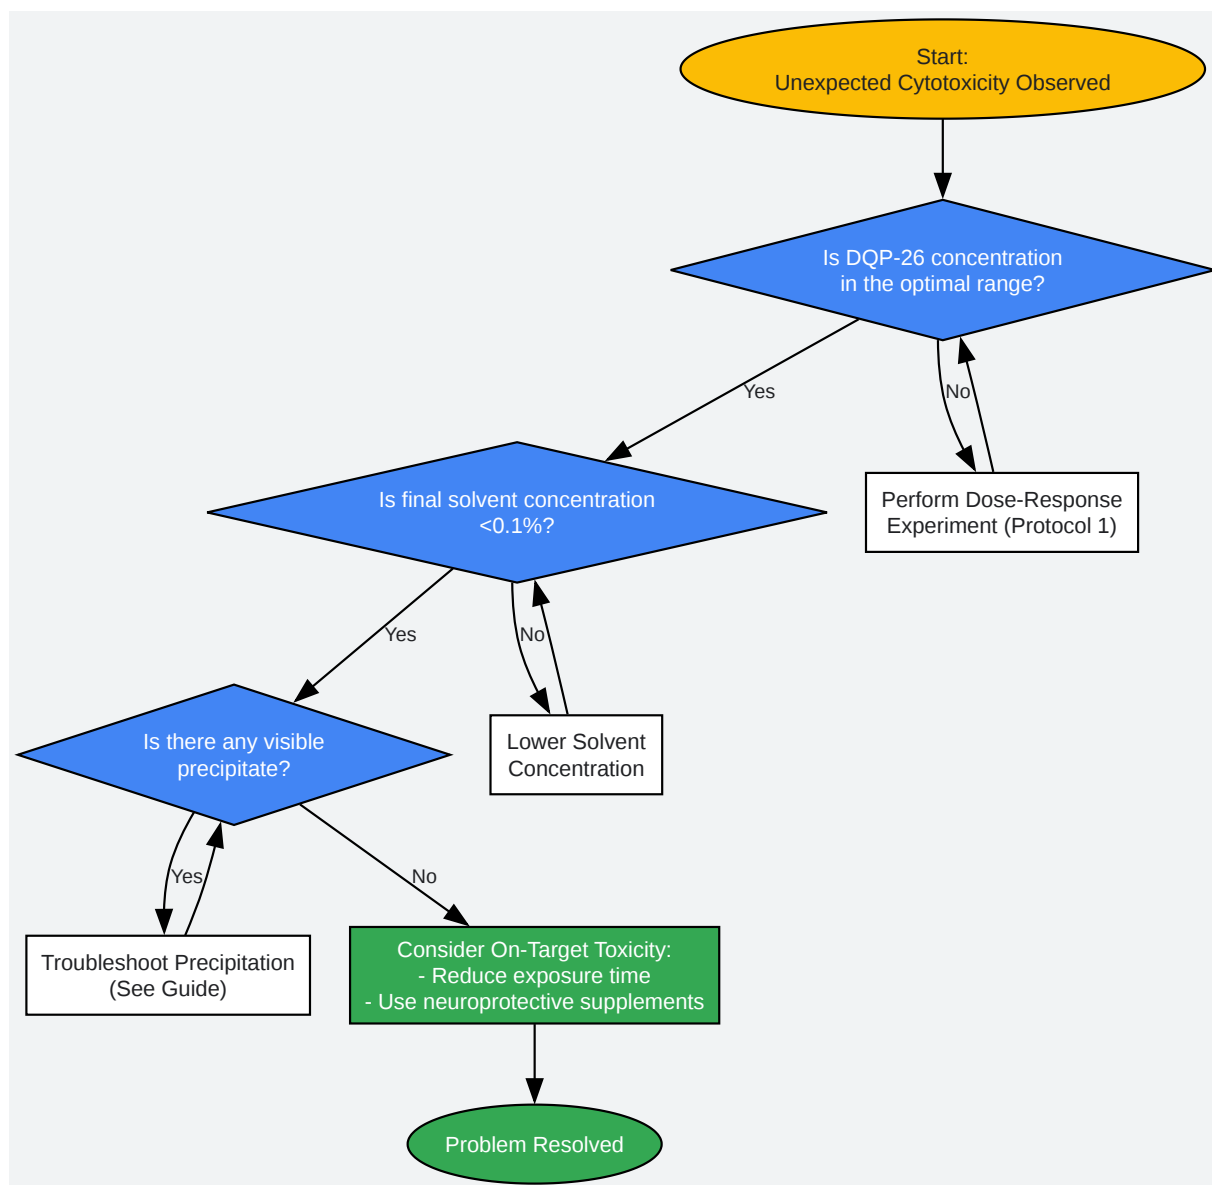 Start:
Unexpected Cytotoxicity Observed
Is DQP-26 concentration
in the optimal range?
Yes
No
Is final solvent concentration
<0.1%?
Perform Dose-Response
Experiment (Protocol 1)
Yes
No
Is there any visible
precipitate?
Lower Solvent
Concentration
Yes
No
Troubleshoot Precipitation
(See Guide)
Consider On-Target Toxicity:
- Reduce exposure time
- Use neuroprotective supplements
Problem Resolved